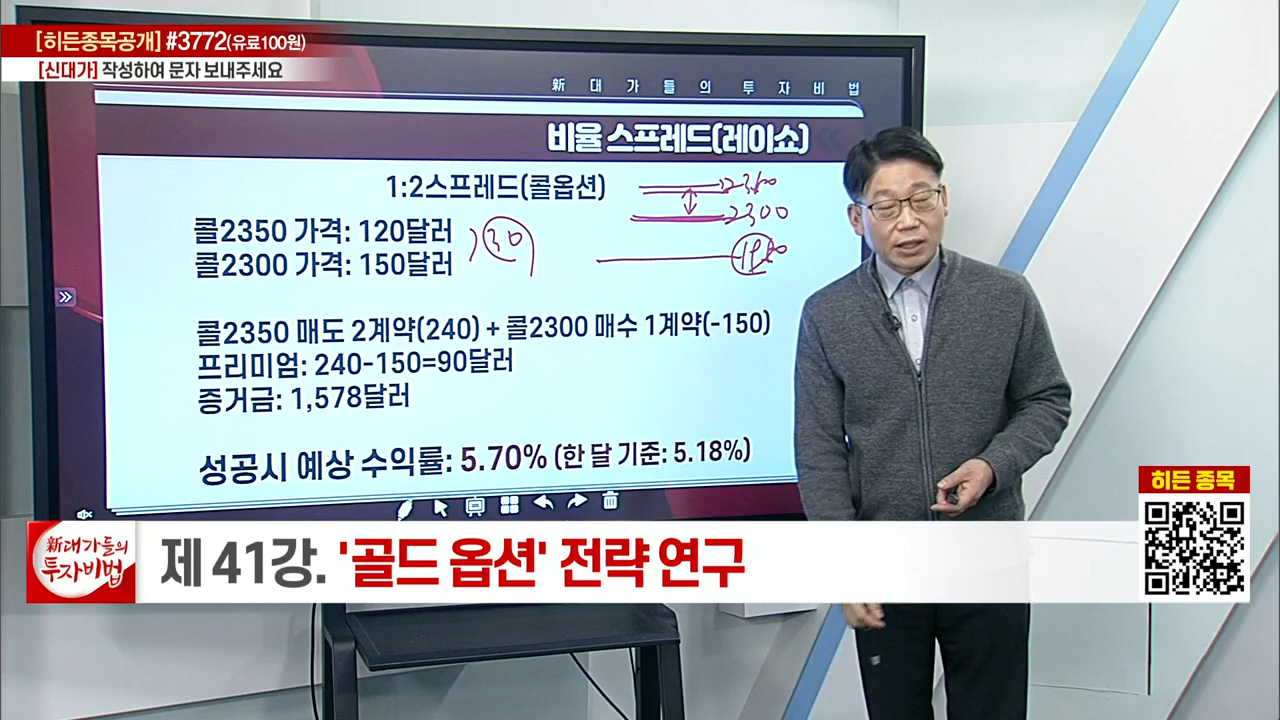 [히든종목공개] #3772(유료100원)
[신대가] 작성하여 문자 보내주세요
新 대 가 들 의 투 자 비 법
비율 스프레드(레이쇼)
1:2스프레드(콜옵션)
2300
콜2350 가격: 120달러
30
콜2300 가격: 150달러
콜2350 매도 2계약(240) + 콜2300 매수 1계약(-150)
프리미엄: 240-150=90달러
증거금: 1,578달러
성공시 예상 수익률: 5.70% (한 달 기준: 5.18%)
히든 종목
新대가들의
투자비법
제 41강. '골드 옵션' 전략 연구